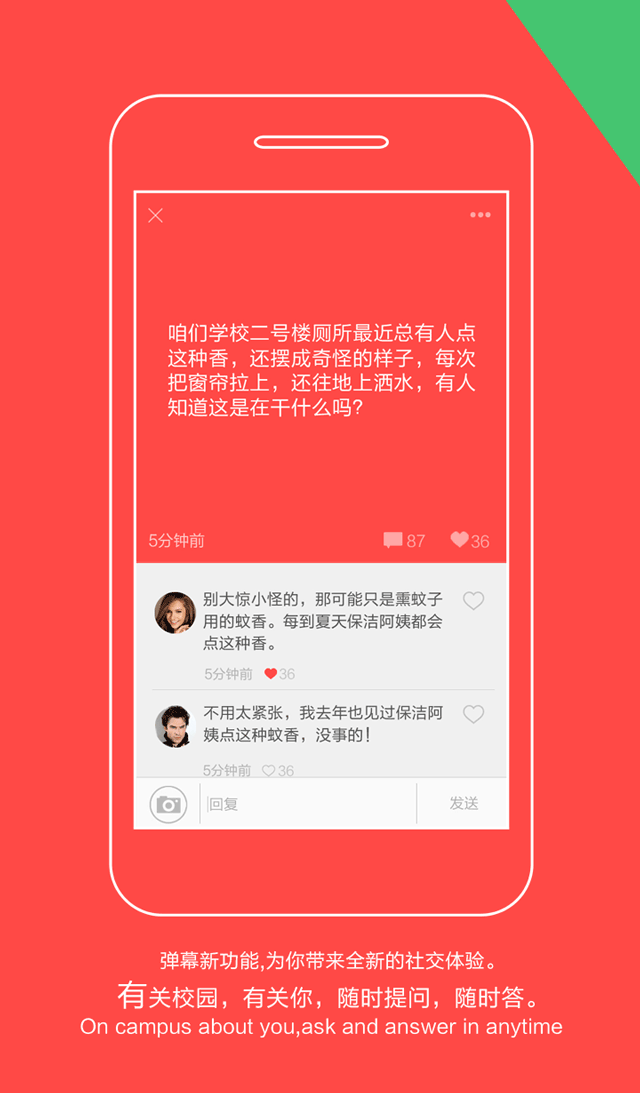 咱们学校二号楼厕所最近总有人点
这种香，还摆成奇怪的样子，每次
把窗帘拉上，还往地上洒水，有人
知道这是在干什么吗?
5分钟前
87
36
别大惊小怪的，那可能只是熏蚊子
用的蚊香。每到夏天保洁阿姨都会
点这种香。
5分钟前
36
不用太紧张，我去年也见过保洁阿
姨点这种蚊香，没事的！
5分钟前
36
回复
发送
弹幕新功能,为你带来全新的社交体验。
有关校园，有关你，随时提问，随时答。
On campus about you,ask and answer in anytime